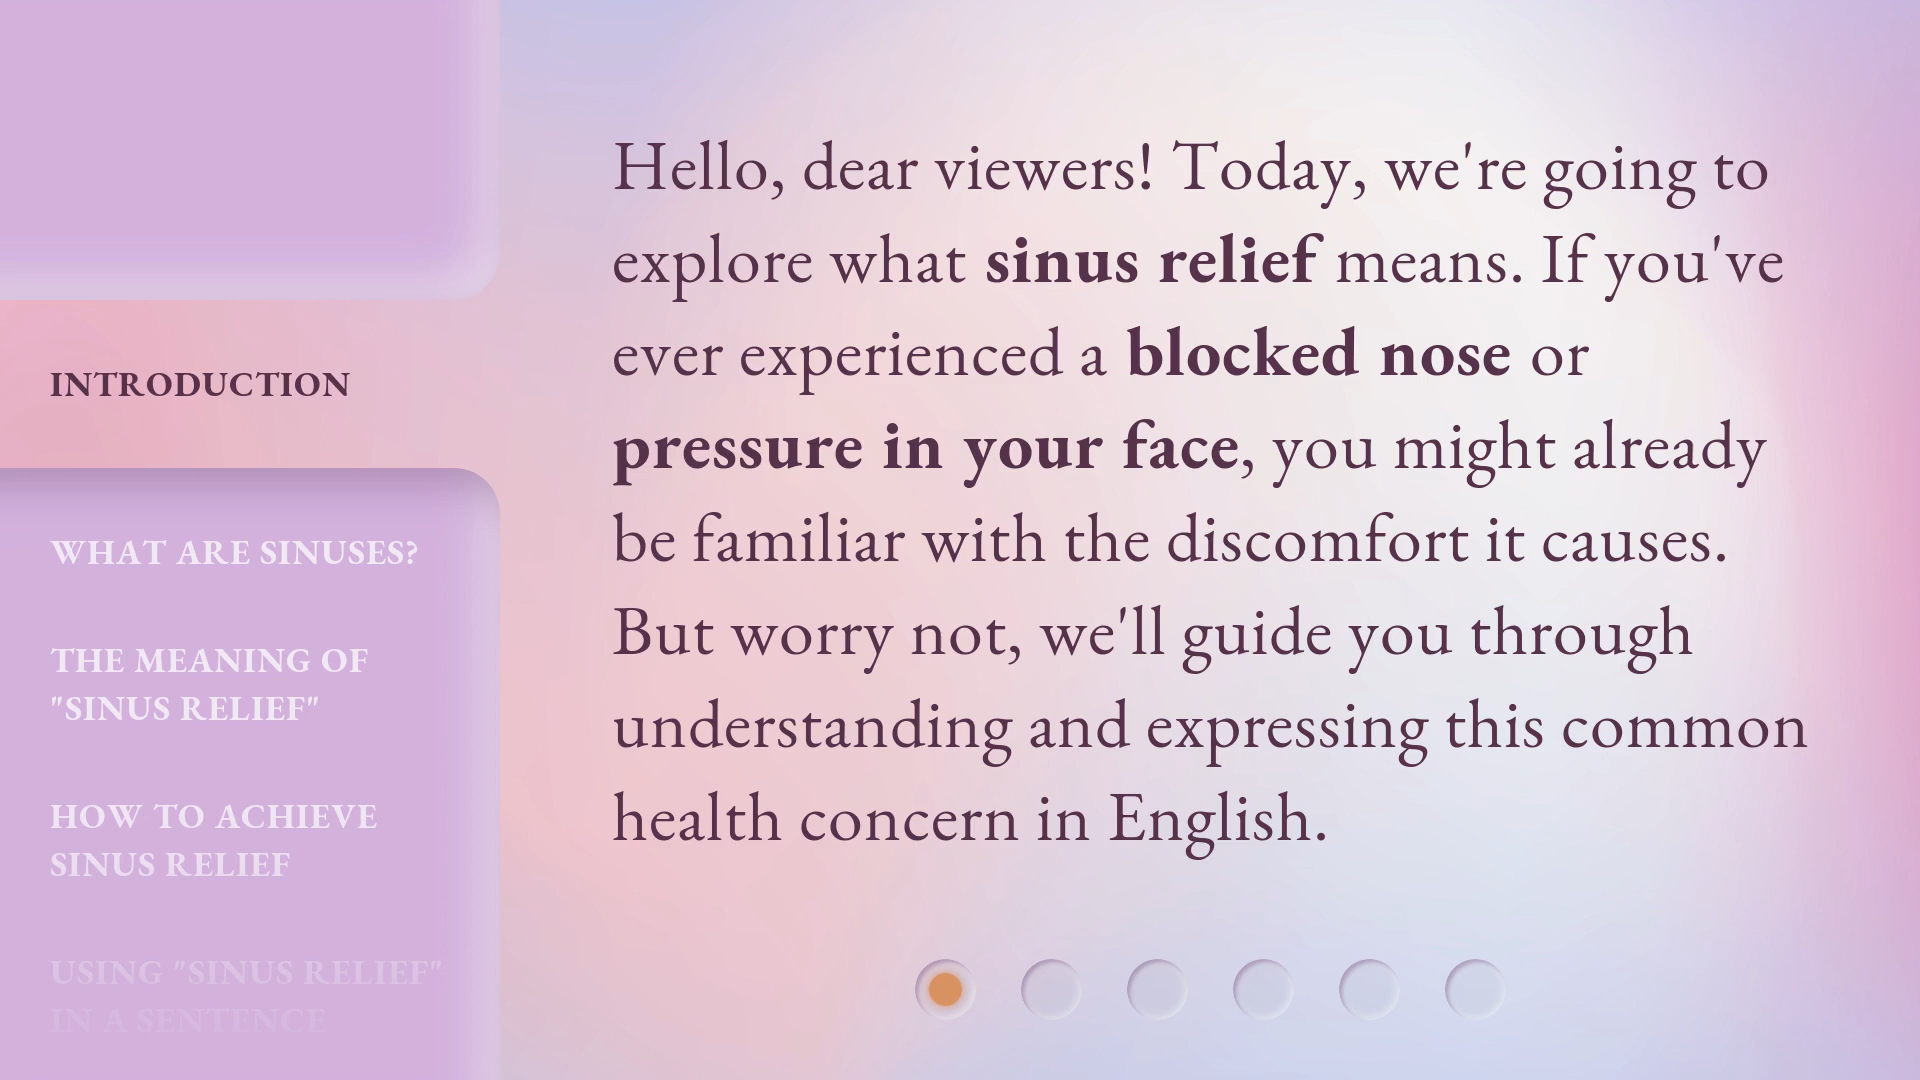 INTRODUCTION
WHAT ARE SINUSES?
THE MEANING OF
"SINUS RELIEF"
HOW TO ACHIEVE
SINUS RELIEF
USING "SINUS RELIEF"
IN A SENTENCE
Hello, dear viewers! Today, we're going to
explore what sinus relief means. If you've
ever experienced a blocked nose or
pressure in your face, you might already
be familiar with the discomfort it causes.
But worry not, we'll guide you through
understanding and expressing this common
health concern in English.